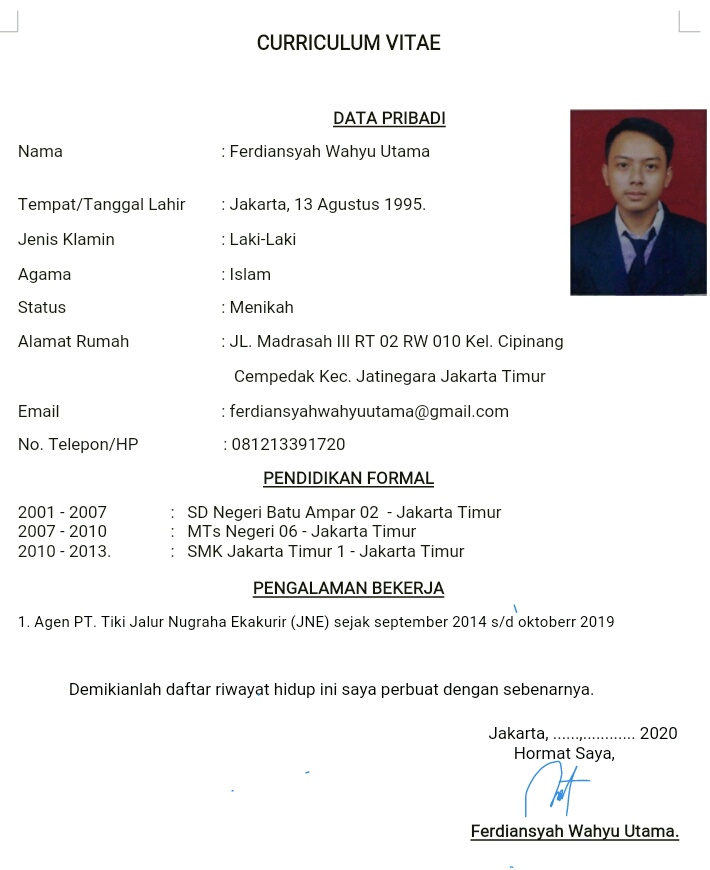 CURRICULUM VITAE
DATA PRIBADI
Nama : Ferdiansyah Wahyu Utama
Tempat/Tanggal Lahir : Jakarta, 13 Agustus 1995.
Jenis Klamin : Laki-Laki
Agama : Islam
Status : Menikah
Alamat Rumah : JL. Madrasah III RT 02 RW 010 Kel. Cipinang
Cempedak Kec. Jatinegara Jakarta Timur
Email : ferdiansyahwahyuutama@gmail.com
No. Telepon/HP : 081213391720
PENDIDIKAN FORMAL
2001 - 2007 : SD Negeri Batu Ampar 02 - Jakarta Timur
2007 - 2010 : MTs Negeri 06 - Jakarta Timur
2010 - 2013. : SMK Jakarta Timur 1 - Jakarta Timur
PENGALAMAN BEKERJA
1. Agen PT. Tiki Jalur Nugraha Ekakurir (JNE) sejak september 2014 s/d oktoberr 2019
Demikianlah daftar riwayat hidup ini saya perbuat dengan sebenarnya.
Jakarta, ......,............ 2020
Hormat Saya,
Ferdiansyah Wahyu Utama.